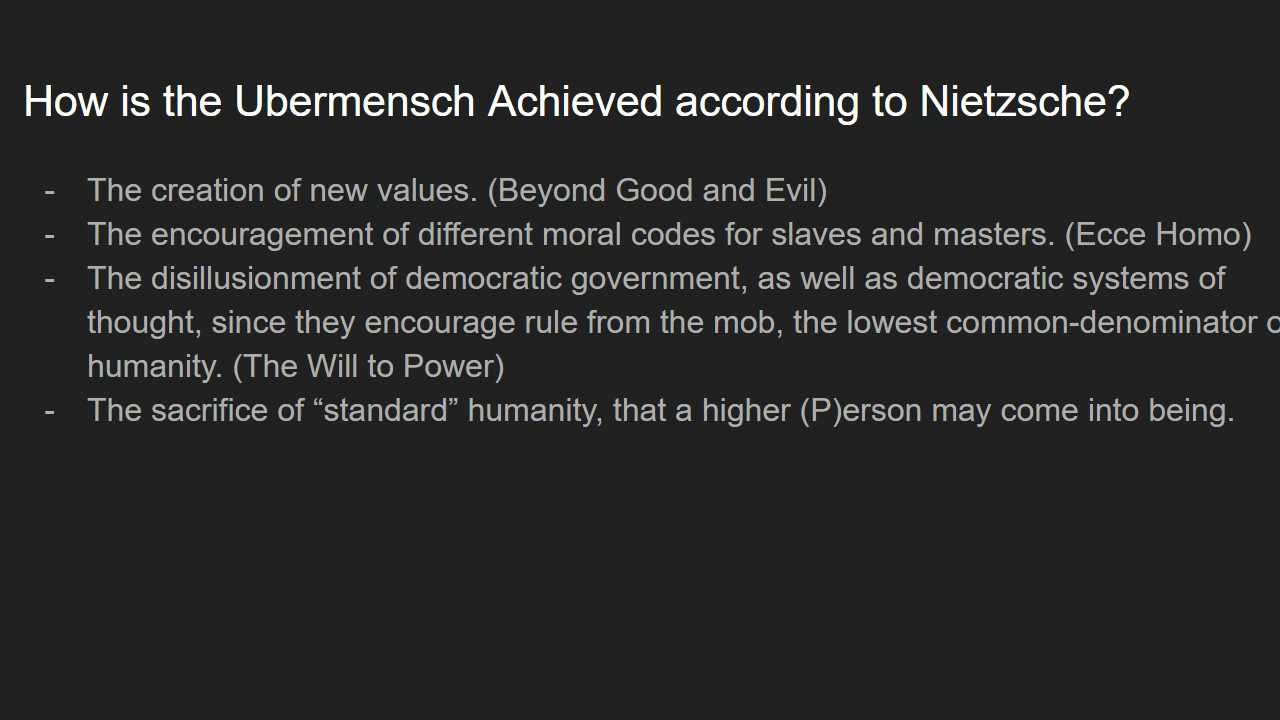 How is the Ubermensch Achieved according to Nietzsche?
- The creation of new values. (Beyond Good and Evil)
- The encouragement of different moral codes for slaves and masters. (Ecce Homo)
- The disillusionment of democratic government, as well as democratic systems of
thought, since they encourage rule from the mob, the lowest common-denominator
humanity. (The Will to Power)
- The sacrifice of “standard” humanity, that a higher (P)erson may come into being.